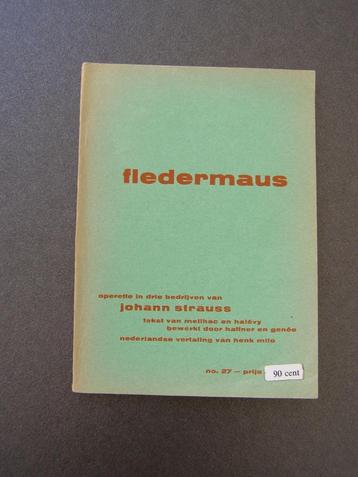 fledermaus
operette in drie bedrijven van
johann strauss
tekst van meilhac en halévy
bewerkt door haffner en genée
nederlandse vertaling van henk milo
no. 27 — prijs 90 cent